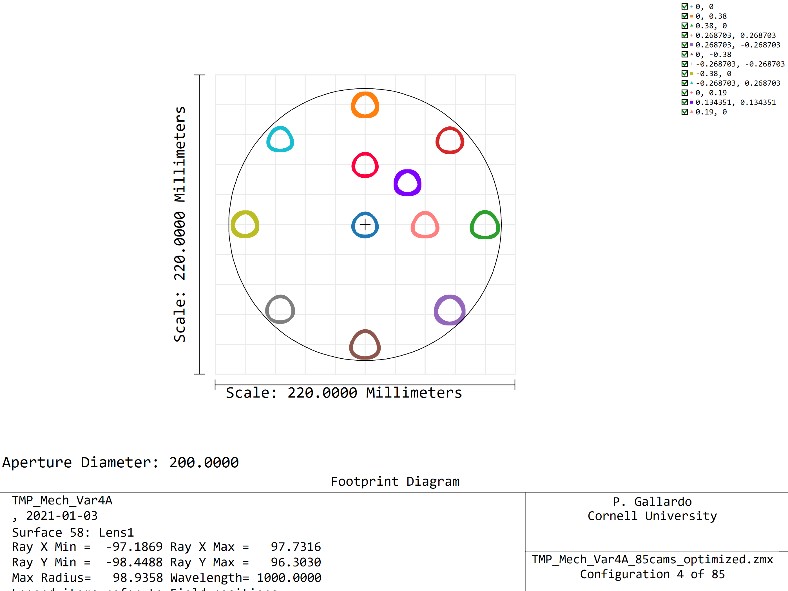 0, 0
0, 0.38
0.38, 0
0.268703, 0.268703
0.268703, -0.268703
0, -0.38
-0.268703, -0.268703
-0.38, 0
-0.268703, 0.268703
0, 0.19
0.134351, 0.134351
0.19, 0
Scale: 220.0000 Millimeters
Scale: 220.0000 Millimeters
Aperture Diameter: 200.0000
Footprint Diagram
TMP_Mech_Var4A
, 2021-01-03
Surface 58: Lens1
Ray X Min = -97.1869 Ray X Max = 97.7316
Ray Y Min = -98.4488 Ray Y Max = 96.3030
Max Radius= 98.9358 Wavelength= 1000.0000
P. Gallardo
Cornell University
TMP_Mech_Var4A_85cams_optimized.zmx
Configuration 4 of 85